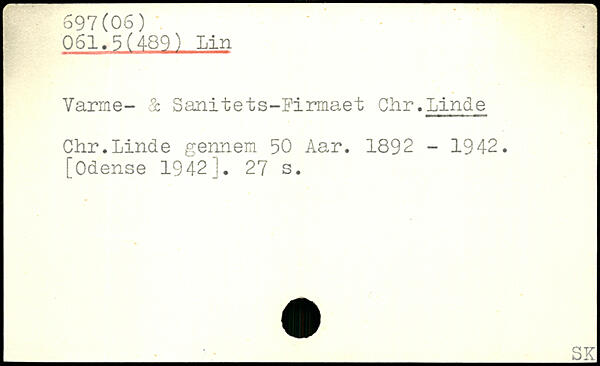 697(06)
061.5(489) Lin
Varme- & Sanitets-Firmaet Chr.Linde
Chr.Linde gennem 50 Aar. 1892 - 1942.
[Odense 1942]. 27 s.
SK